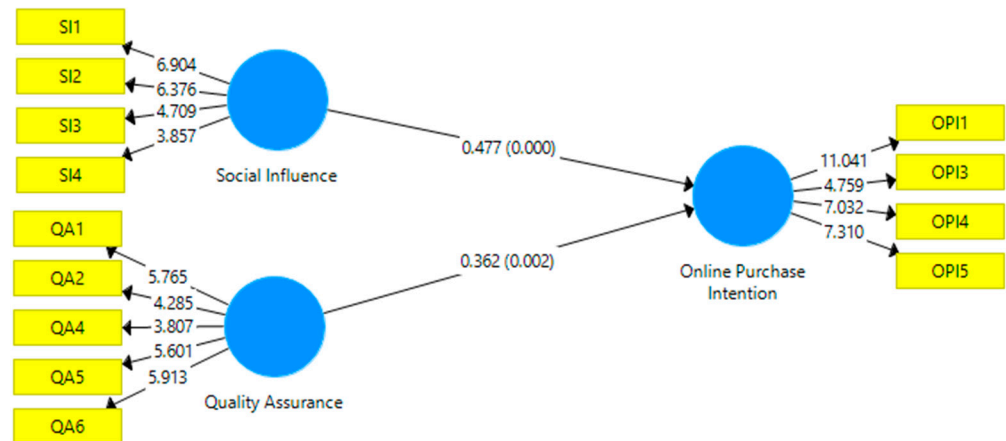 SI1
SI2
SI3
SI4
6.904
6.376
4.709
3.857
Social Influence
0.477 (0.000)
QA1
QA2
QA4
QA5
QA6
5.765
4.285
3.807
5.601
5.913
Quality Assurance
0.362 (0.002)
Online Purchase
Intention
11.041
4.759
7.032
7.310
OPI1
OPI3
OPI4
OPI5